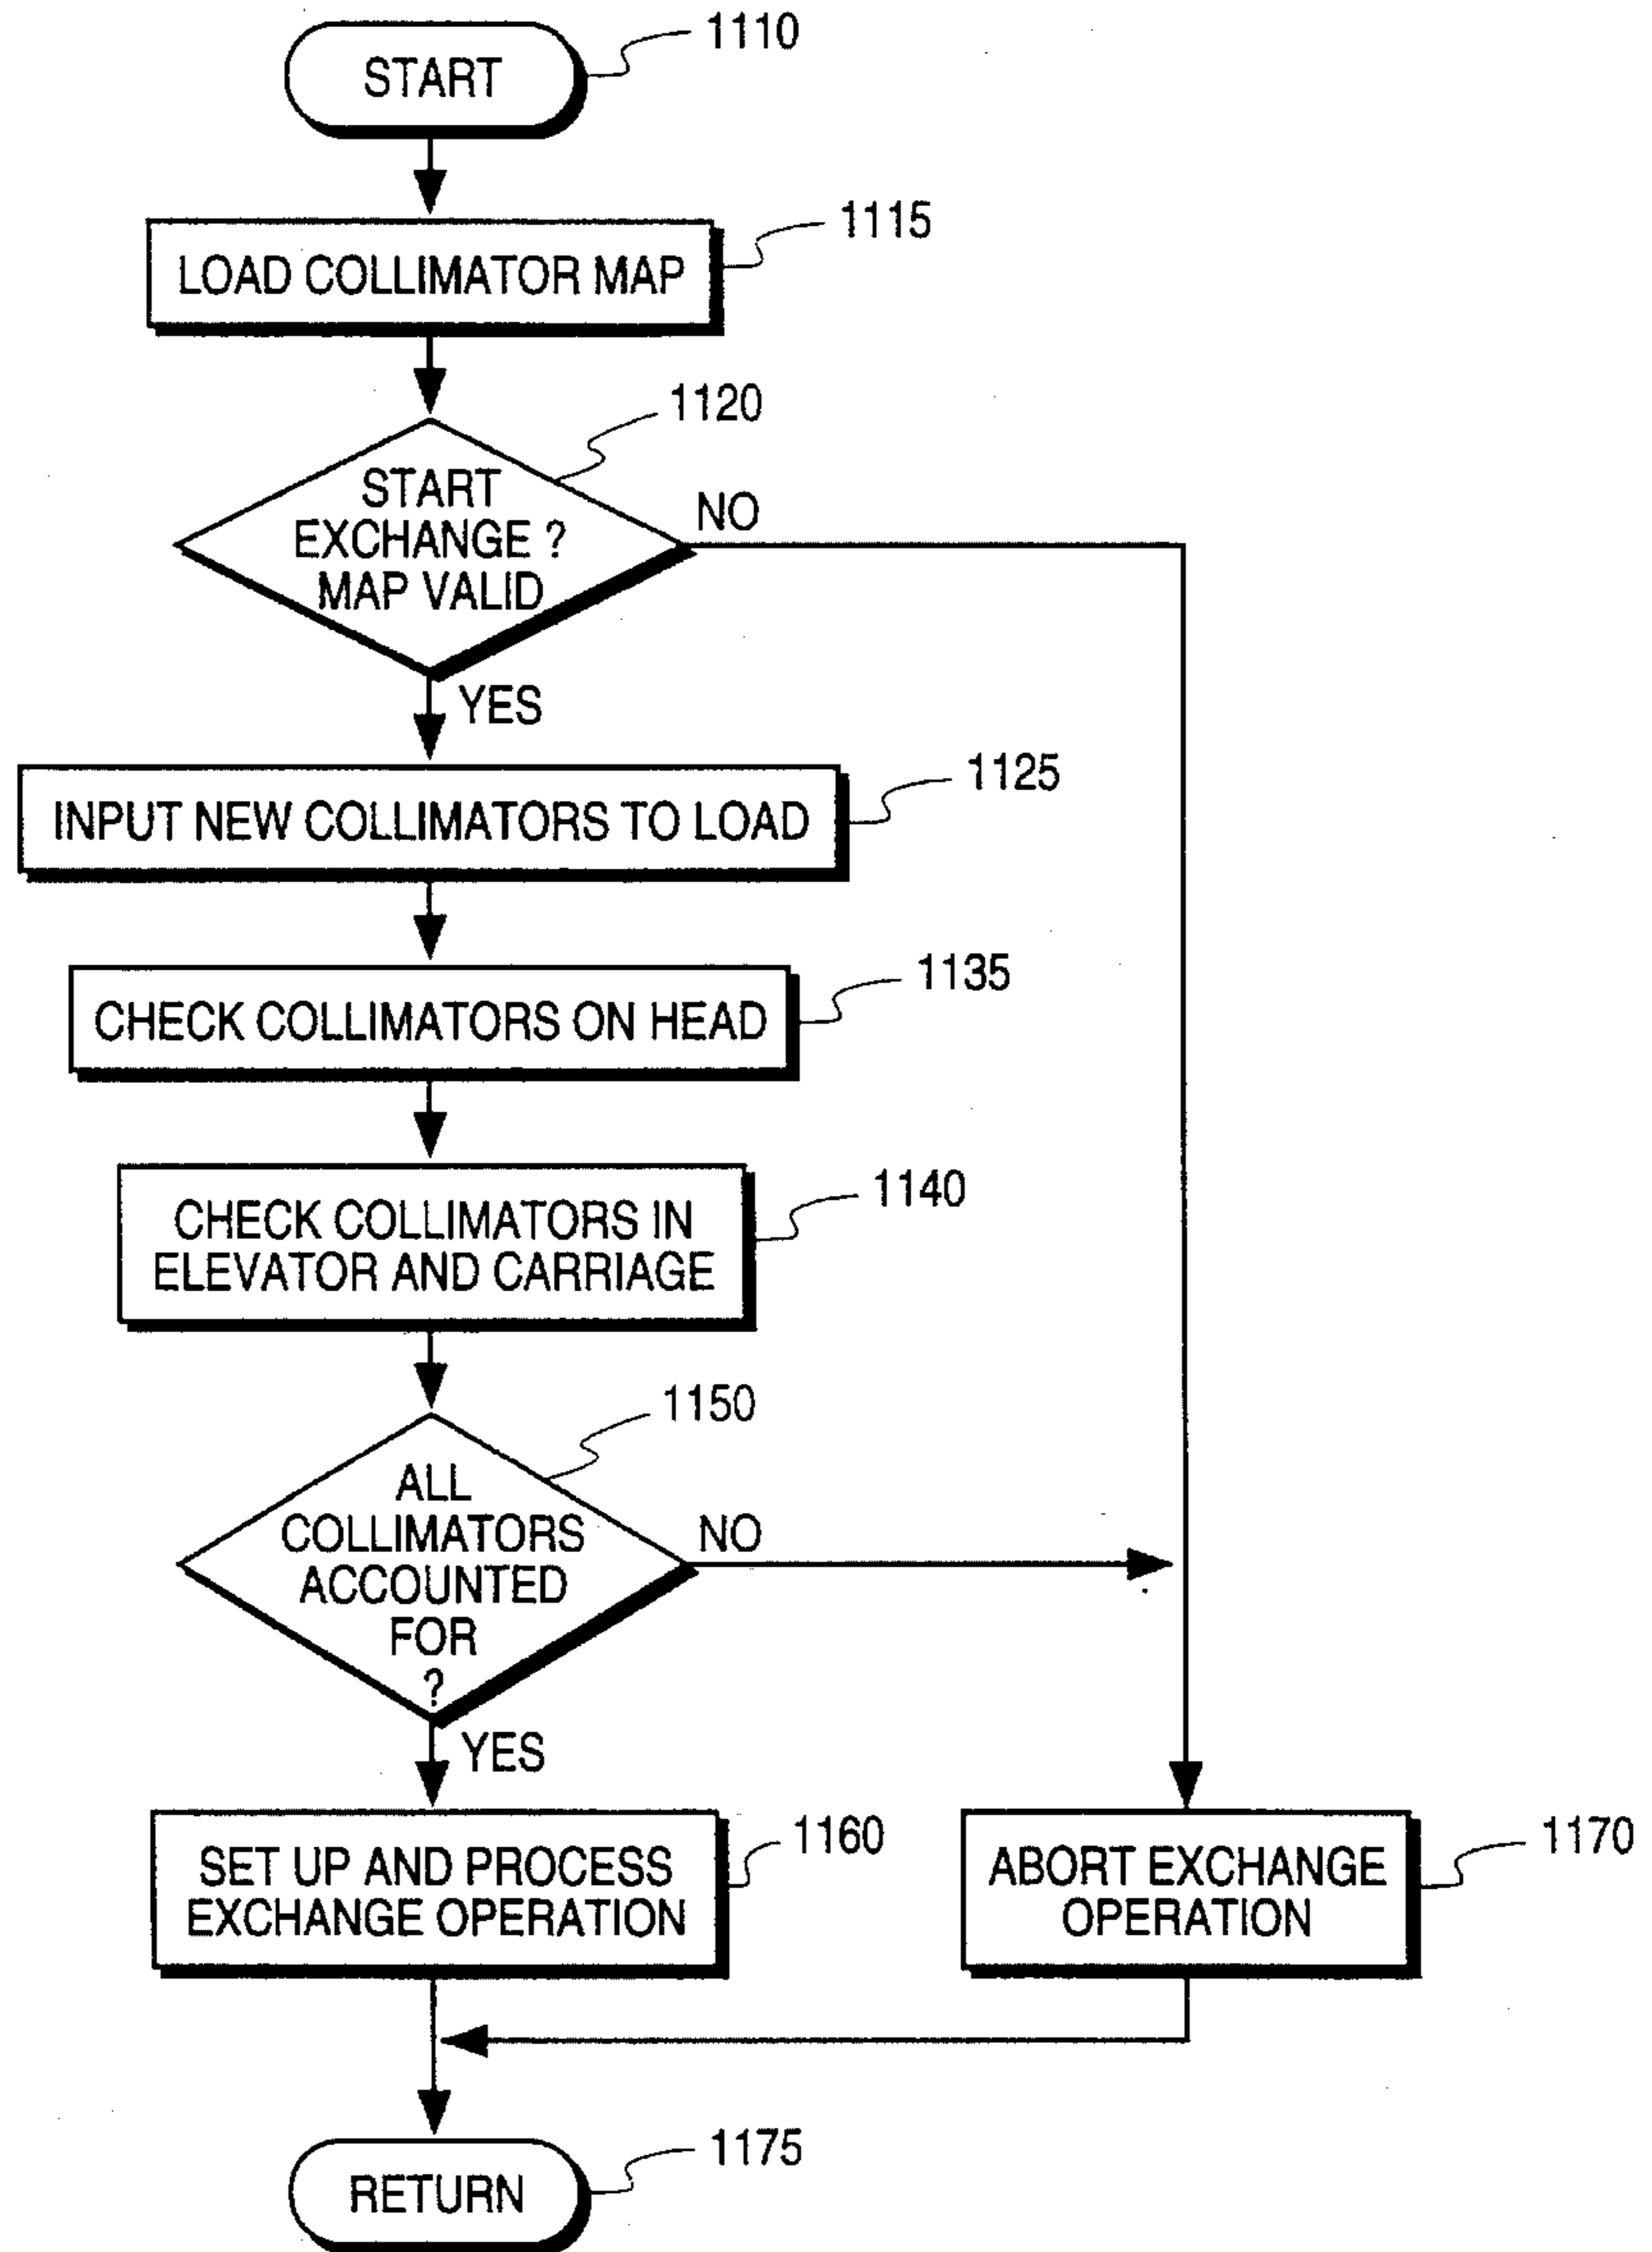 1110
START
1115
LOAD COLLIMATOR MAP
1120
START
EXCHANGE ?
MAP VALID
NO
YES
1125
INPUT NEW COLLIMATORS TO LOAD
1135
CHECK COLLIMATORS ON HEAD
1140
CHECK COLLIMATORS IN
ELEVATOR AND CARRIAGE
1150
ALL
COLLIMATORS
ACCOUNTED
FOR
?
NO
YES
1160
SET UP AND PROCESS
EXCHANGE OPERATION
1170
ABORT EXCHANGE
OPERATION
1175
RETURN